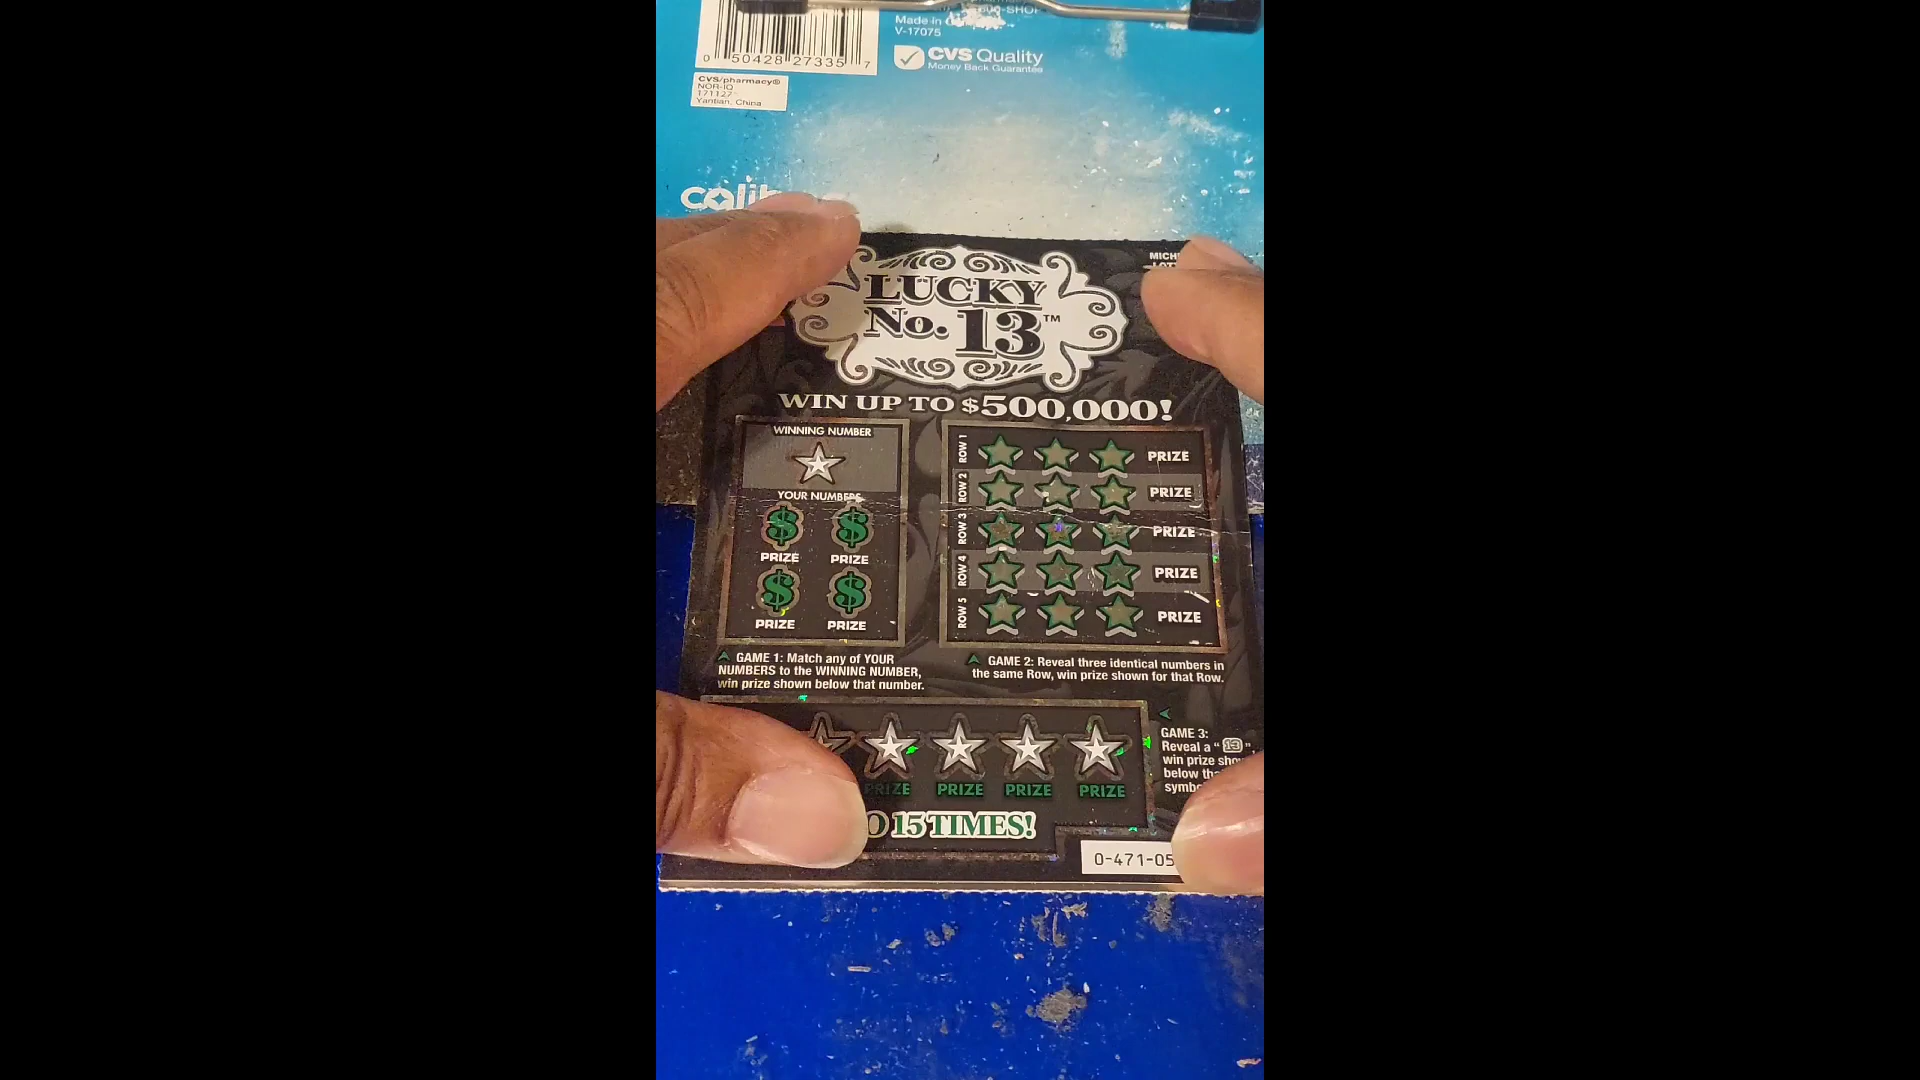 Made in
V-17075
0 50428 27335 7
CVS Quality
Money Back Guarantee
CVS/pharmacy®
NOR-IQ
171127
Yantian, China
LUCKY
No. 13™
WIN UP TO $500,000!
WINNING NUMBER
YOUR NUMBERS
PRIZE PRIZE
PRIZE PRIZE
ROW 1 PRIZE
ROW 2 PRIZE
ROW 3 PRIZE
ROW 4 PRIZE
ROW 5 PRIZE
GAME 1: Match any of YOUR
NUMBERS to the WINNING NUMBER,
win prize shown below that number.
GAME 2: Reveal three identical numbers in
the same Row, win prize shown for that Row.
PRIZE PRIZE PRIZE PRIZE
15 TIMES!
GAME 3:
Reveal a "13",
win prize
below
0-471-05